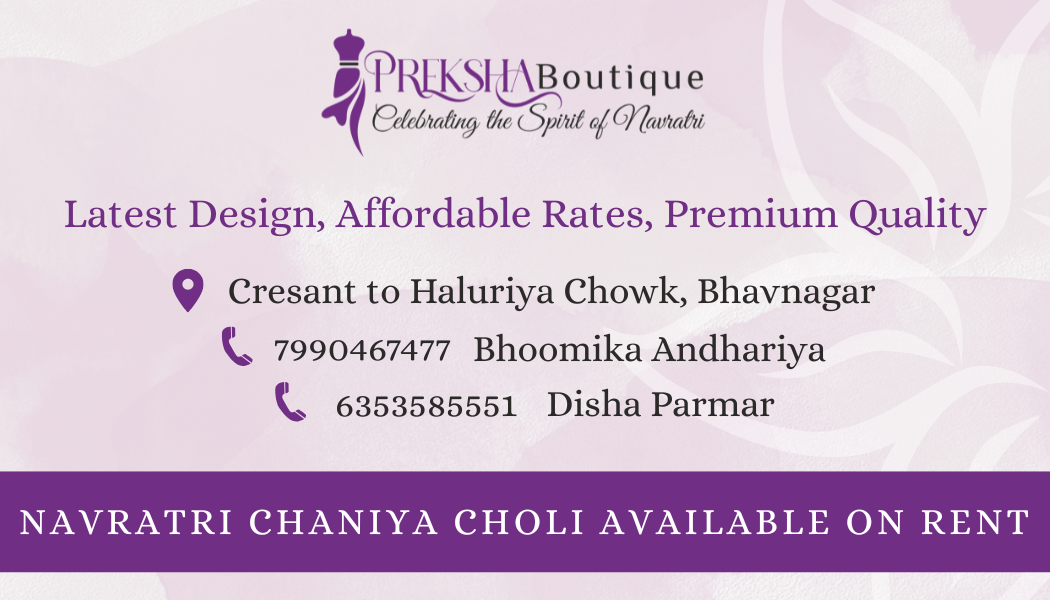 PREKSHA Boutique
Celebrating the Spirit of Navratri
Latest Design, Affordable Rates, Premium Quality
Cresant to Haluriya Chowk, Bhavnagar
7990467477 Bhoomika Andhariya
6353585551 Disha Parmar
NAVRATRI CHANIYA CHOLI AVAILABLE ON RENT